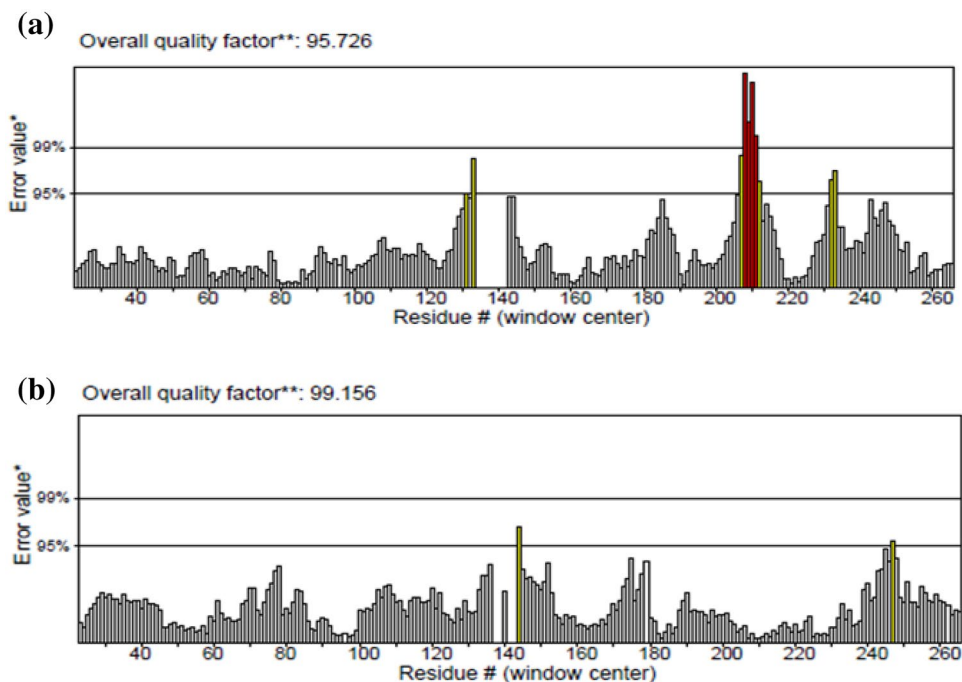 (a)
Overall quality factor**: 95.726
Error value*
99%
95%
40 60 80 100 120 140 160 180 200 220 240 260
Residue # (window center)
(b)
Overall quality factor**: 99.156
Error value*
99%
95%
40 60 80 100 120 140 160 180 200 220 240 260
Residue # (window center)